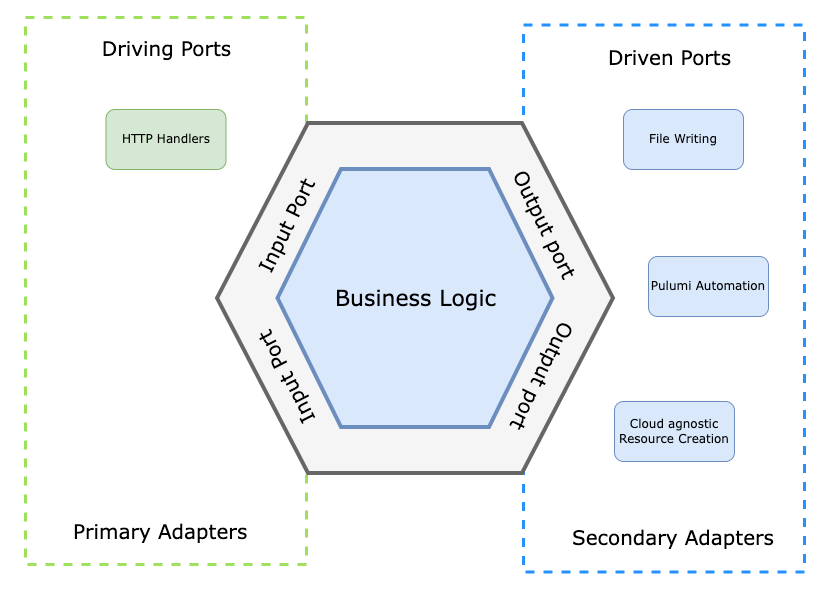 Driving Ports
HTTP Handlers
Primary Adapters
Input Port
Input Port
Business Logic
Output port
Output port
Driven Ports
File Writing
Pulumi Automation
Cloud agnostic
Resource Creation
Secondary Adapters